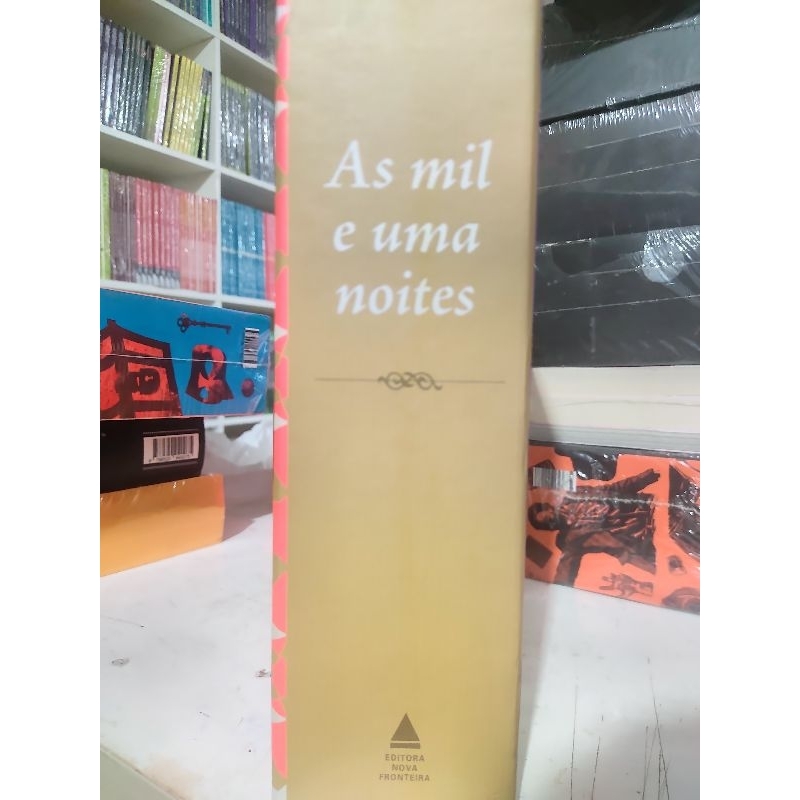 As mil
e uma
noites
EDITORA
NOVA
FRONTEIRA